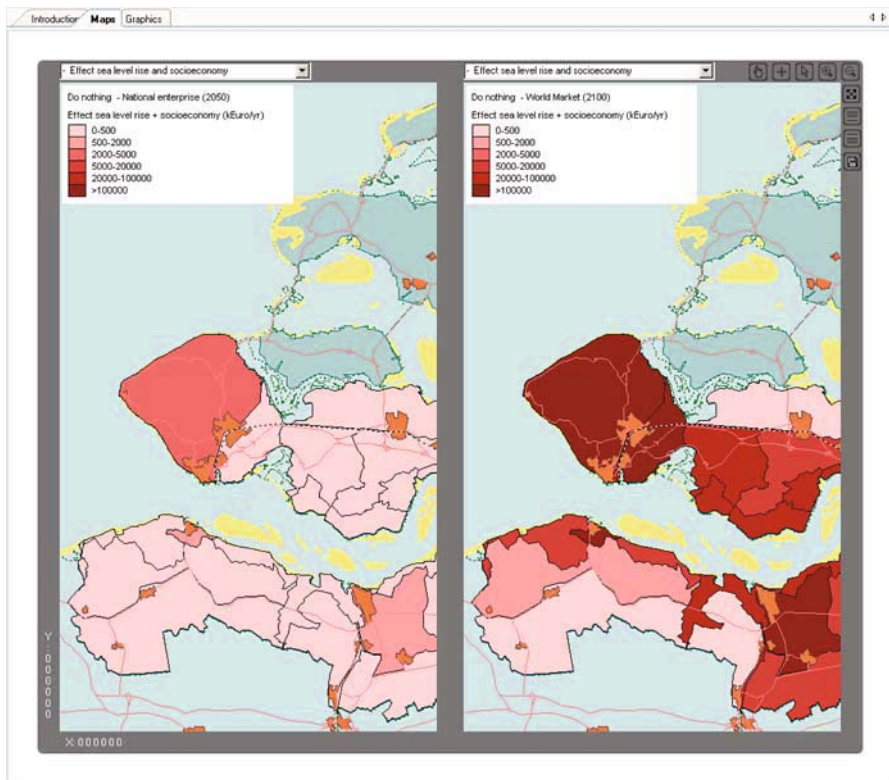 Introduction Maps Graphics
- Effect sea level rise and socioeconomy
Do nothing - National enterprise (2050)
Effect sea level rise + socioeconomy (kEuro/yr)
0-500
500-2000
2000-5000
5000-20000
20000-100000
>100000
- Effect sea level rise and socioeconomy
Do nothing - World Market (2100)
Effect sea level rise + socioeconomy (kEuro/yr)
0-500
500-2000
2000-5000
5000-20000
20000-100000
>100000
Y:000000
X:000000